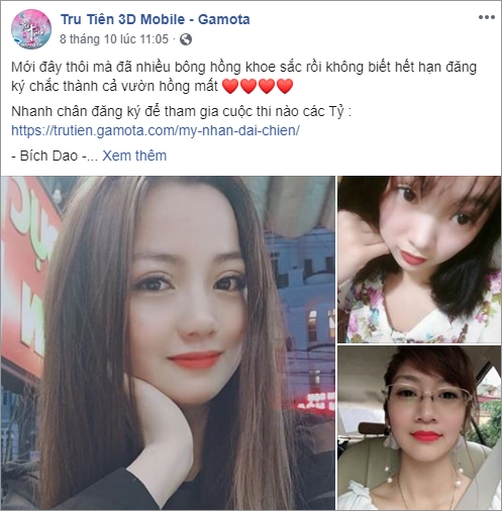 Tru Tiên 3D Mobile - Gamota
8 tháng 10 lúc 11:05 ·
Mới đây thôi mà đã nhiều bông hồng khoe sắc rồi không biết hết hạn đăng
ký chắc thành cả vườn hồng mất ❤❤❤❤
Nhanh chân đăng ký để tham gia cuộc thi nào các Tỷ :
https://trutien.gamota.com/my-nhan-dai-chien/
- Bích Dao -... Xem thêm